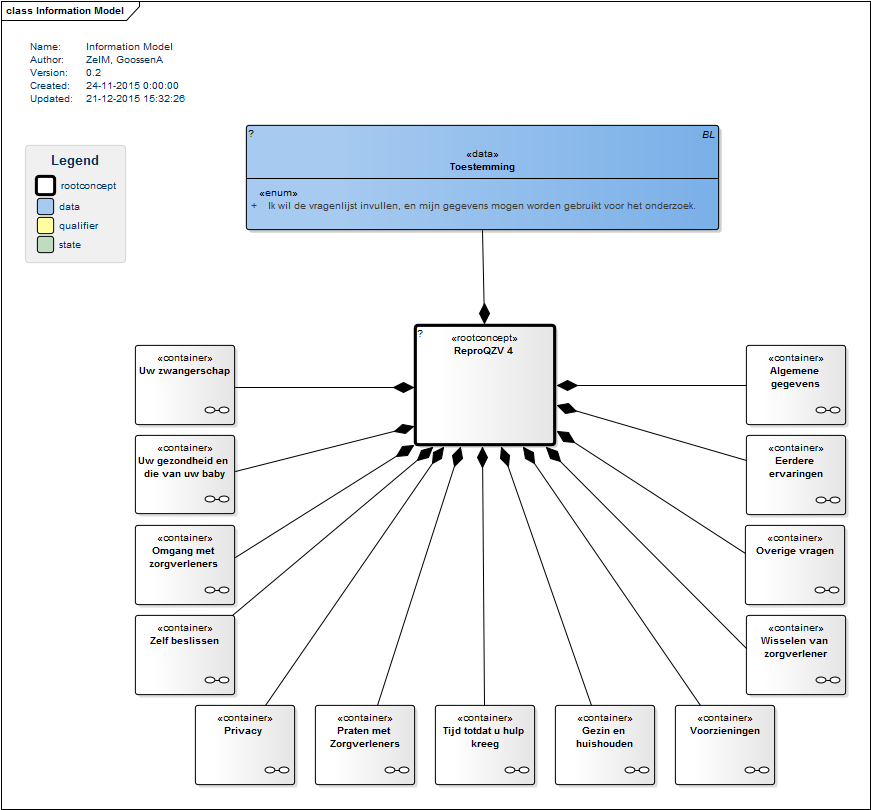 class Information Model
Name: Information Model
Author: ZelM, GoossenA
Version: 0.2
Created: 24-11-2015 0:00:00
Updated: 21-12-2015 15:32:26
Legend
rootconcept
data
qualifier
state
? BL
«data»
Toestemming
«enum»
+ Ik wil de vragenlijst invullen, en mijn gegevens mogen worden gebruikt voor het onderzoek.
?
«rootconcept»
ReproQZV 4
«container»
Uw zwangerschap
«container»
Uw gezondheid en
die van uw baby
«container»
Omgang met
zorgverleners
«container»
Zelf beslissen
«container»
Privacy
«container»
Praten met
Zorgverleners
«container»
Tijd totdat u hulp
kreeg
«container»
Gezin en
huishouden
«container»
Voorzieningen
«container»
Algemene
gegevens
«container»
Eerdere
ervaringen
«container»
Overige vragen
«container»
Wisselen van
zorgverlener